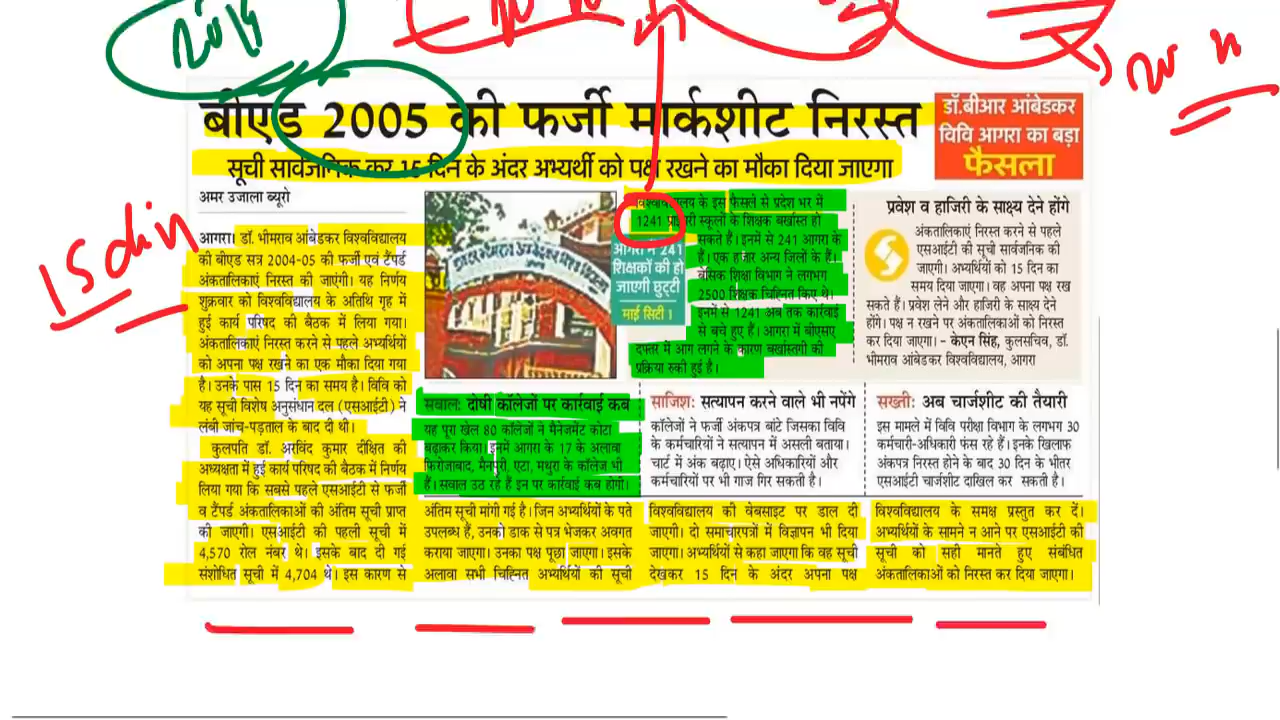 बीएड 2005 की फर्जी मार्कशीट निरस्त
सूची सार्वजनिक कर 15 दिन के अंदर अभ्यर्थी को पक्ष रखने का मौका दिया जाएगा
डॉ.बीआर आंबेडकर
विवि आगरा का बड़ा
फैसला
15 din
अमर उजाला ब्यूरो
आगरा। डॉ. भीमराव आंबेडकर विश्वविद्यालय
की बीएड सत्र 2004-05 की फर्जी एवं टैंपर्ड
अंकतालिकाएं निरस्त की जाएंगी। यह निर्णय
शुक्रवार को विश्वविद्यालय के अतिथि गृह में
हुई कार्य परिषद की बैठक में लिया गया।
अंकतालिकाएं निरस्त करने से पहले अभ्यर्थियों
को अपना पक्ष रखने का एक मौका दिया गया
है। उनके पास 15 दिन का समय है। विवि को
यह सूची विशेष अनुसंधान दल (एसआईटी) ने
लंबी जांच-पड़ताल के बाद दी थी।
कुलपति डॉ. अरविंद कुमार दीक्षित की
अध्यक्षता में हुई कार्य परिषद की बैठक में निर्णय
लिया गया कि सबसे पहले एसआईटी से फर्जी
व टैंपर्ड अंकतालिकाओं की अंतिम सूची प्राप्त
की जाएगी। एसआईटी की पहली सूची में
4,570 रोल नंबर थे। इसके बाद दी गई
संशोधित सूची में 4,704 थे। इस कारण से
विश्वविद्यालय के इस फैसले से प्रदेश भर में
1241 प्राइमरी स्कूलों के शिक्षक बर्खास्त हो
सकते हैं। इनमें से 241 आगरा के
हैं। एक हजार अन्य जिलों के हैं।
बेसिक शिक्षा विभाग ने लगभग
2500 शिक्षक चिह्नित किए थे।
इनमें से 1241 अब तक कार्रवाई
से बचे हुए हैं। आगरा में बीएसए
दफ्तर में आग लगने के कारण बर्खास्तगी की
प्रक्रिया रुकी हुई है।
आगरा में 241
शिक्षकों की हो
जाएगी छुट्टी
माई सिटी 1
प्रवेश व हाजिरी के साक्ष्य देने होंगे
अंकतालिकाएं निरस्त करने से पहले
एसआईटी की सूची सार्वजनिक की
जाएगी। अभ्यर्थियों को 15 दिन का
समय दिया जाएगा। वह अपना पक्ष रख
सकते हैं। प्रवेश लेने और हाजिरी के साक्ष्य देने
होंगे। पक्ष न रखने पर अंकतालिकाओं को निरस्त
कर दिया जाएगा। - केएन सिंह, कुलसचिव, डॉ.
भीमराव आंबेडकर विश्वविद्यालय, आगरा
सवाल: दोषी कॉलेजों पर कार्रवाई कब
यह पूरा खेल 80 कॉलेजों ने मैनेजमेंट कोटा
बढ़ाकर किया। इनमें आगरा के 17 के अलावा
फिरोजाबाद, मैनपुरी, एटा, मथुरा के कॉलेज भी
हैं। सवाल उठ रहे हैं इन पर कार्रवाई कब होगी।
साजिश: सत्यापन करने वाले भी नपेंगे
कॉलेजों ने फर्जी अंकपत्र बांटे जिसका विवि
के कर्मचारियों ने सत्यापन में असली बताया।
चार्ट में अंक बढ़ाए। ऐसे अधिकारियों और
कर्मचारियों पर भी गाज गिर सकती है।
सख्ती: अब चार्जशीट की तैयारी
इस मामले में विवि परीक्षा विभाग के लगभग 30
कर्मचारी-अधिकारी फंस रहे हैं। इनके खिलाफ
अंकपत्र निरस्त होने के बाद 30 दिन के भीतर
एसआईटी चार्जशीट दाखिल कर सकती है।
अंतिम सूची मांगी गई है। जिन अभ्यर्थियों के पते
उपलब्ध हैं, उनको डाक से पत्र भेजकर अवगत
कराया जाएगा। उनका पक्ष पूछा जाएगा। इसके
अलावा सभी चिह्नित अभ्यर्थियों की सूची
विश्वविद्यालय की वेबसाइट पर डाल दी
जाएगी। दो समाचारपत्रों में विज्ञापन भी दिया
जाएगा। अभ्यर्थियों से कहा जाएगा कि वह सूची
देखकर 15 दिन के अंदर अपना पक्ष
विश्वविद्यालय के समक्ष प्रस्तुत कर दें।
अभ्यर्थियों के सामने न आने पर एसआईटी की
सूची को सही मानते हुए संबंधित
अंकतालिकाओं को निरस्त कर दिया जाएगा।